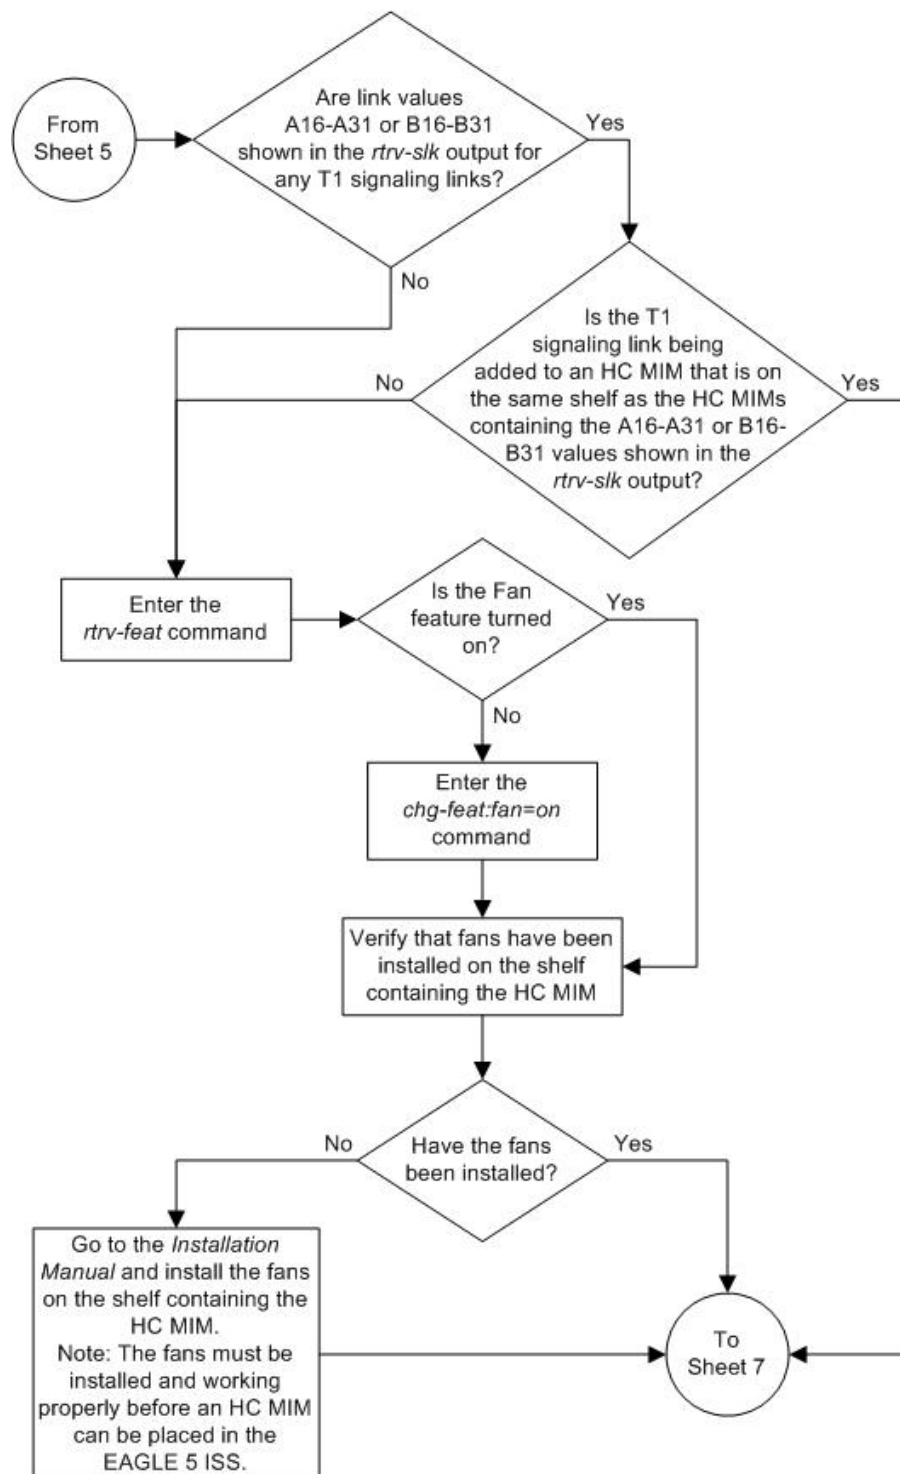 From
Sheet 5
Are link values
A16-A31 or B16-B31
shown in the rtrv-slk output for
any T1 signaling links?
Yes
No
Is the T1
signaling link being
added to an HC MIM that is on
the same shelf as the HC MIMs
containing the A16-A31 or B16-
B31 values shown in the
rtrv-slk output?
No
Yes
Enter the
rtrv-feat command
Is the Fan
feature turned
on?
Yes
No
Enter the
chg-feat:fan=on
command
Verify that fans have been
installed on the shelf
containing the HC MIM
Have the fans
been installed?
No
Yes
Go to the Installation
Manual and install the fans
on the shelf containing the
HC MIM.
Note: The fans must be
installed and working
properly before an HC MIM
can be placed in the
EAGLE 5 ISS.
To
Sheet 7